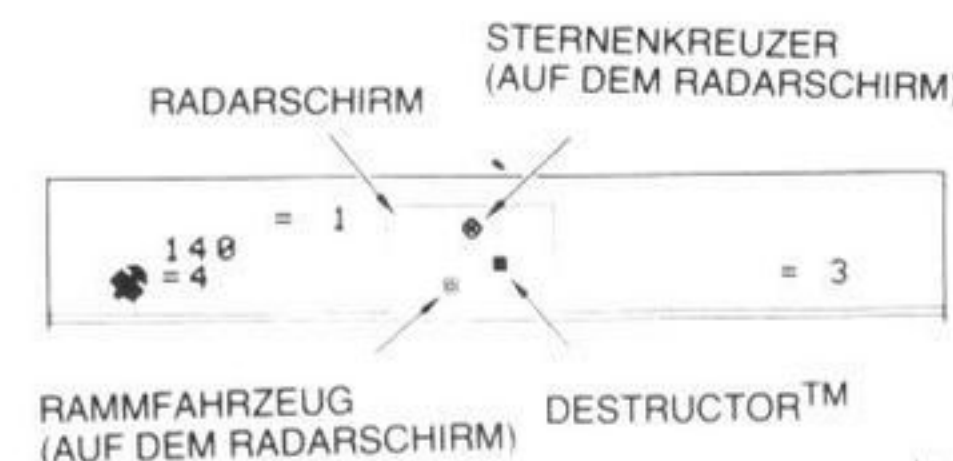 STERNENKREUZER
(AUF DEM RADARSCHIRM)
RADARSCHIRM
= 1
140
= 4
= 3
RAMMFAHRZEUG
(AUF DEM RADARSCHIRM)
DESTRUCTOR™